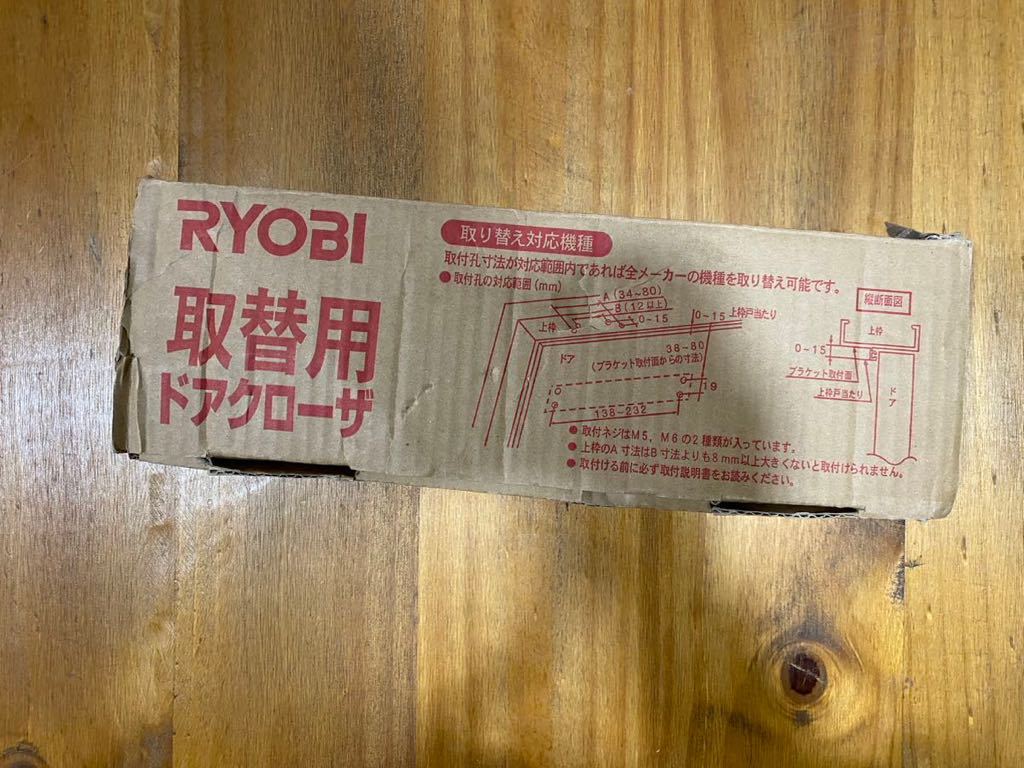 RYOBI
取替用
ドアクローザ
取り替え対応機種
取付孔寸法が対応範囲内であれば全メーカーの機種を取り替え可能です。
●取付孔の対応範囲(mm)
A(34~80)
B(12以上)
0~15
0~15
上枠戸当たり
上枠
ドア
38~80
(ブラケット取付面からの寸法)
19
138~232
縦断面図
上枠
0~15
ブラケット取付面
上枠戸当たり
ドア
●取付ネジはM5,M6の2種類が入っています。
●上枠のA寸法はB寸法よりも8mm以上大きくないと取付けられません。
●取付ける前に必ず取付説明書をお読みください。